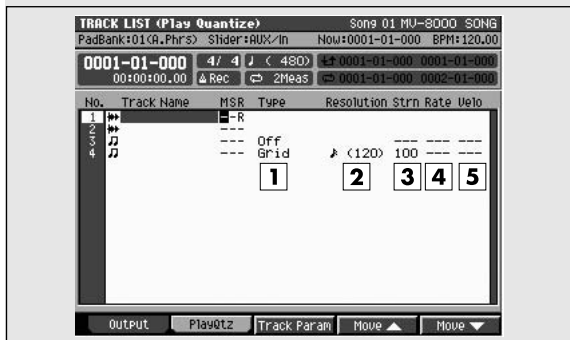 TRACK LIST (Play Quantize) Song 01 MV-8000 SONG
PadBank:01(A.Phrs) Slider:AUX/In Now:0001-01-000 BPM:120.00
0001-01-000 4/ 4 ♩ ( 480) 0001-01-000 0001-01-000
00:00:00.00 Rec 2Meas 0001-01-000 0002-01-000
No. Track Name MSR Type Resolution Strn Rate Velo
1 --R
2 ---
3 --- Off --- --- ---
4 --- Grid ♪ (120) 100 --- ---
1 2 3 4 5
Output PlayQtz Track Param Move ▲ Move ▼